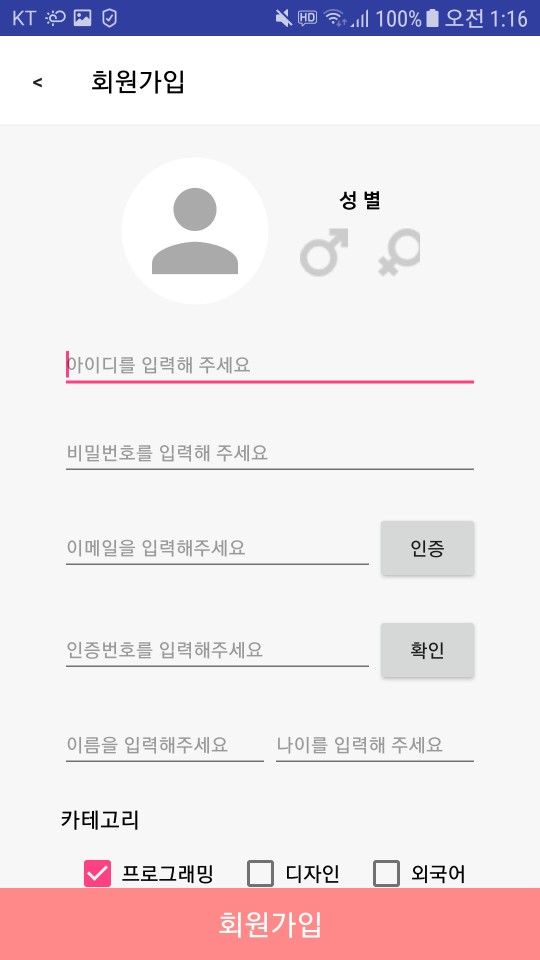 KT HD 100% 오전 1:16
< 회원가입
성 별
아이디를 입력해 주세요
비밀번호를 입력해 주세요
이메일을 입력해주세요 인증
인증번호를 입력해주세요 확인
이름을 입력해주세요 나이를 입력해 주세요
카테고리
프로그래밍 디자인 외국어
회원가입